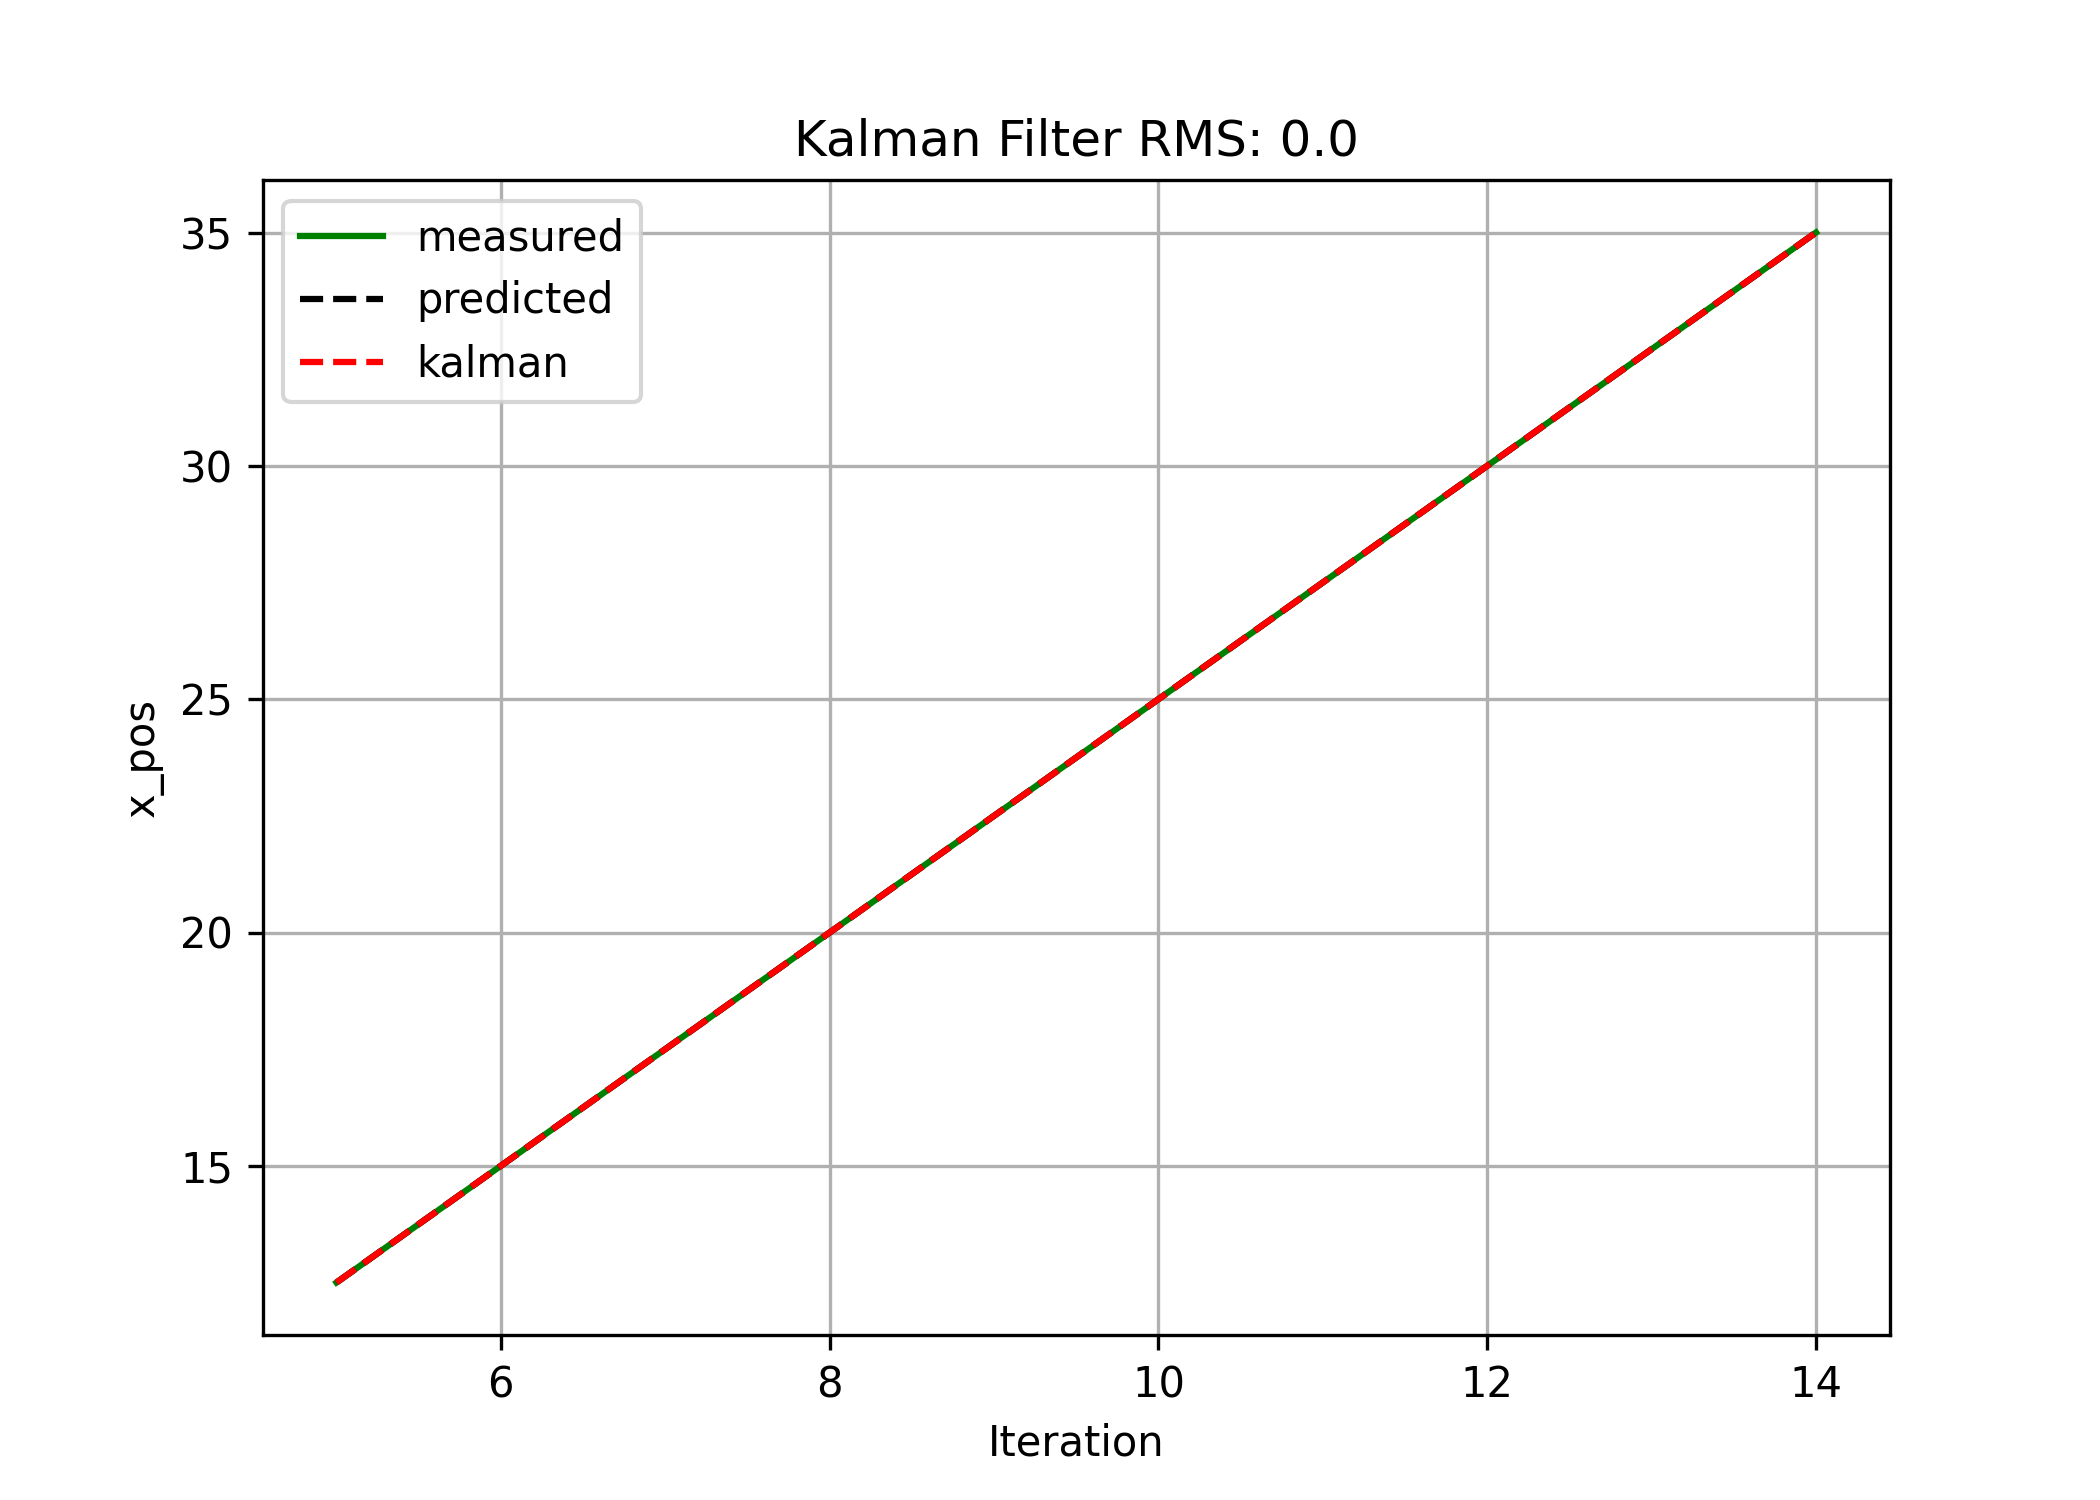 Kalman Filter RMS: 0.0
measured
predicted
kalman
35
30
25
20
15
x_pos
6 8 10 12 14
Iteration